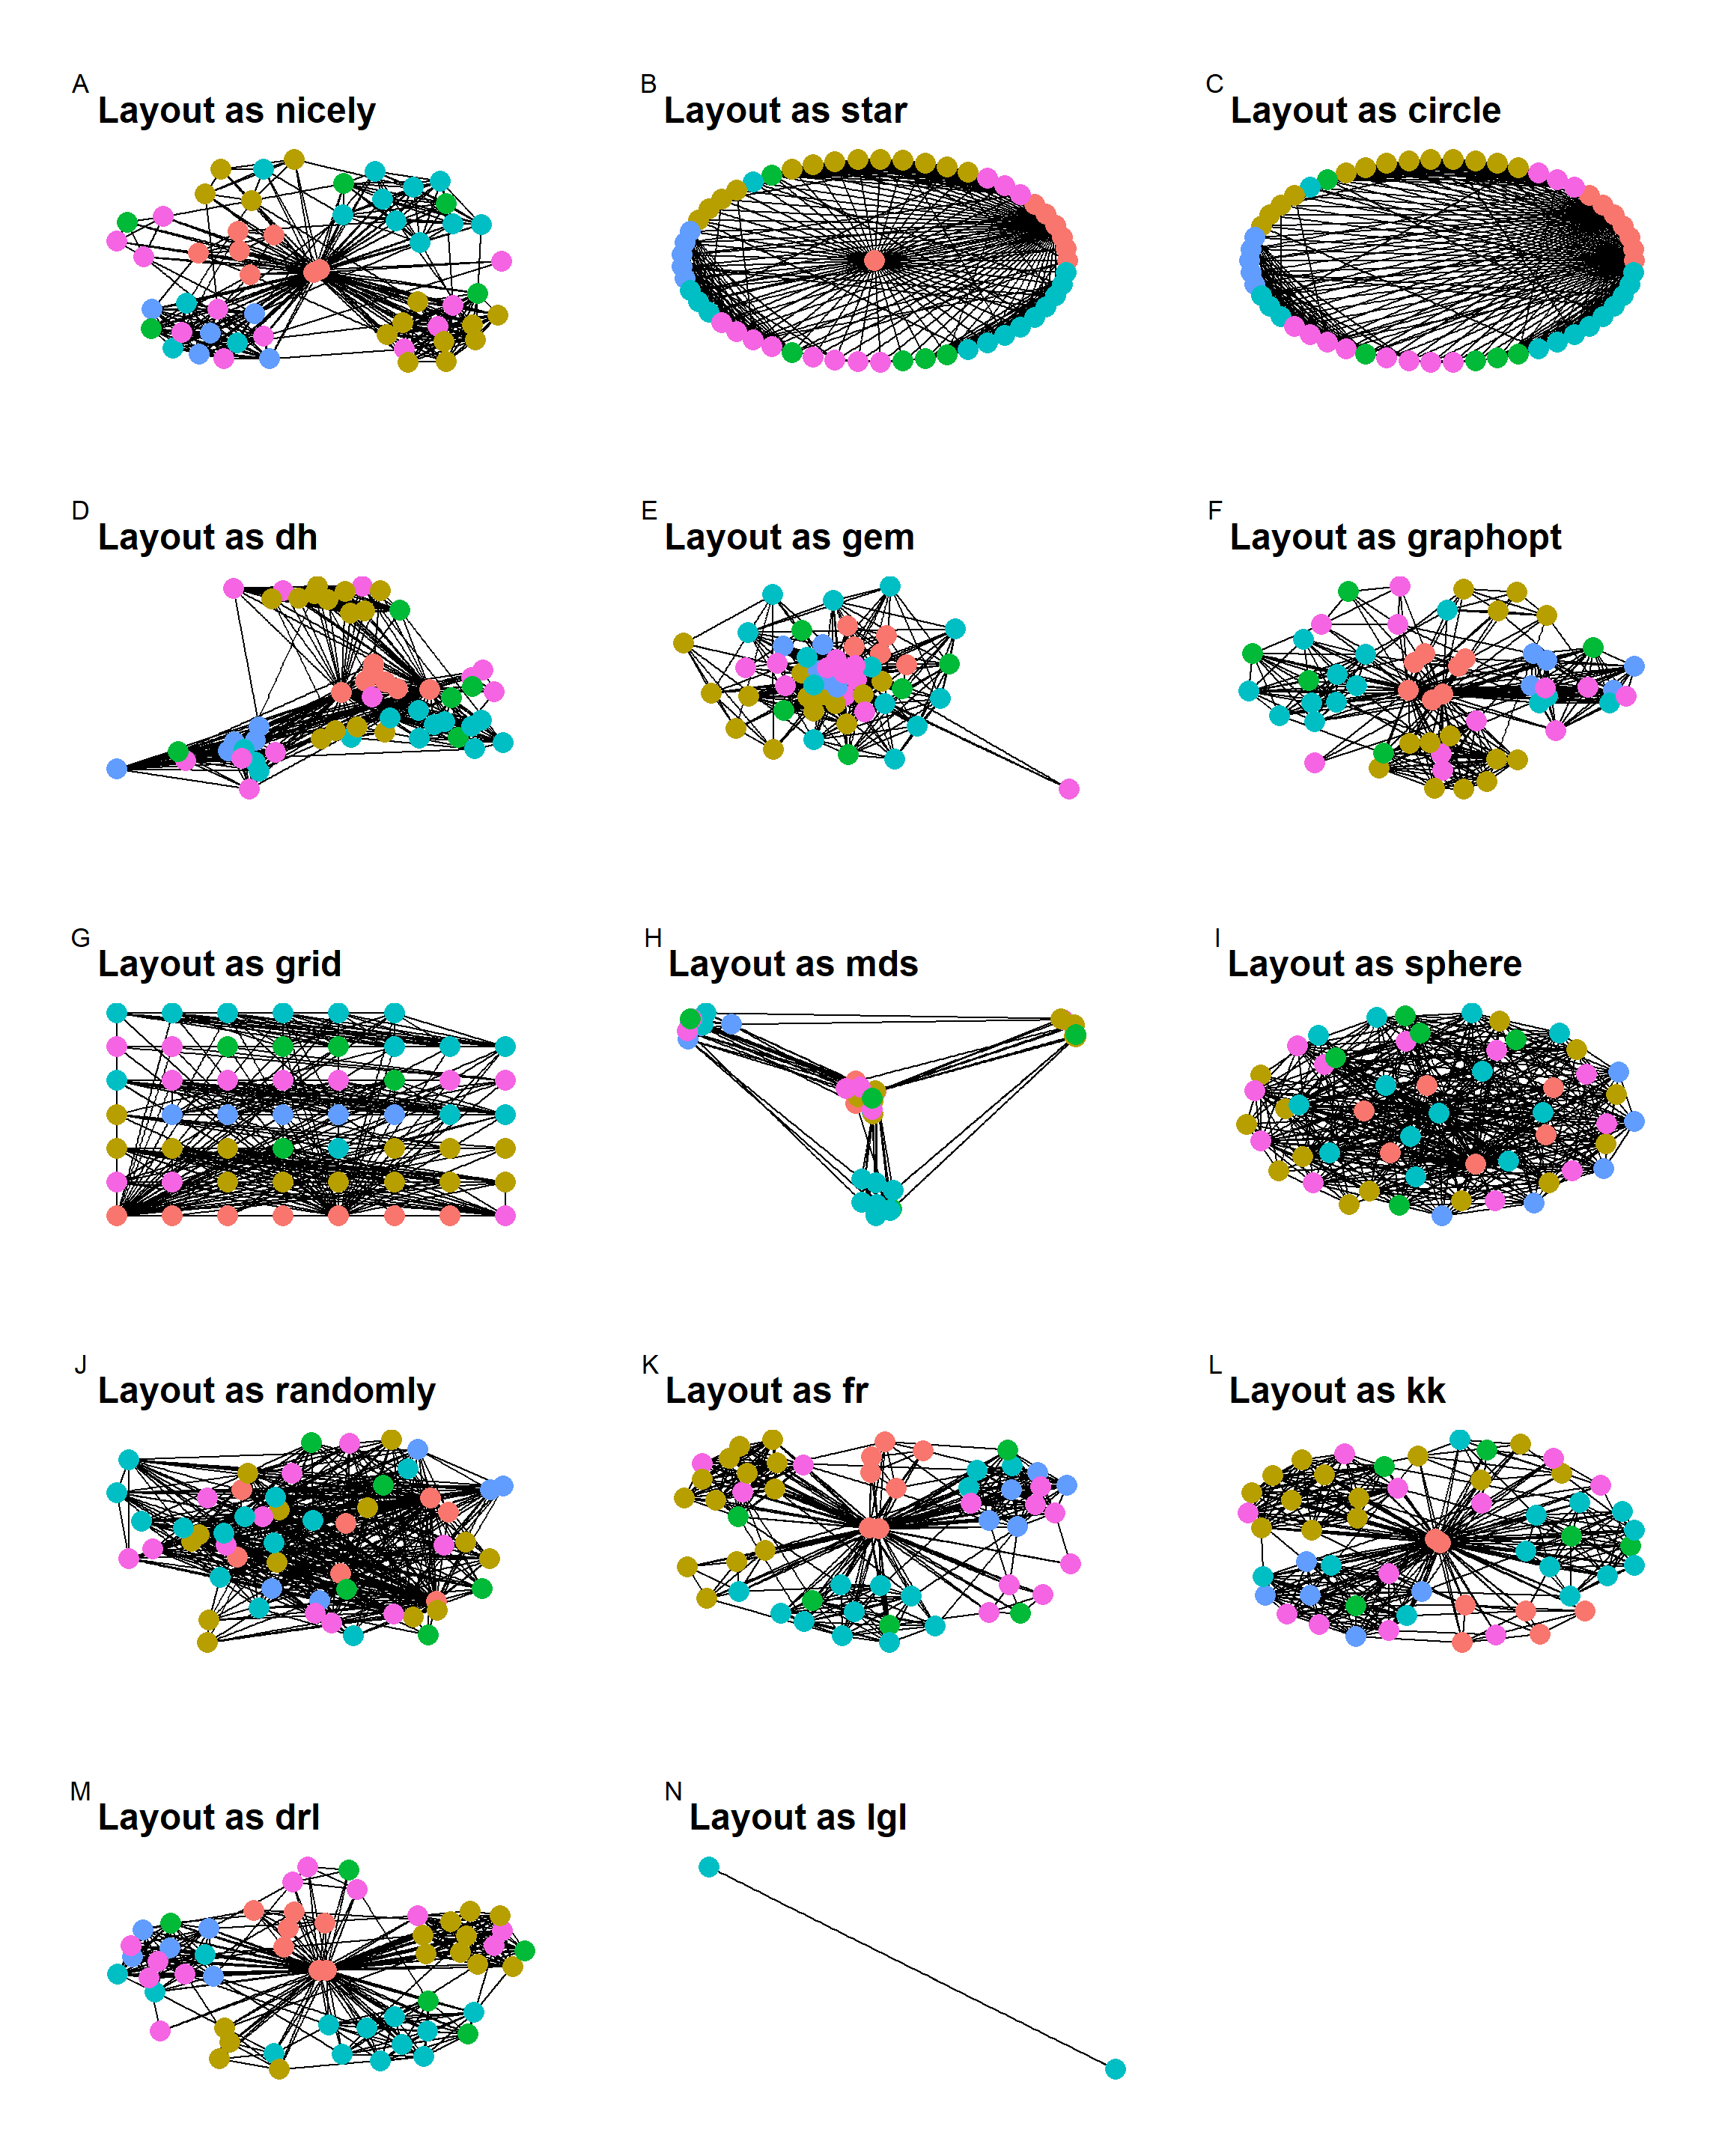 A
Layout as nicely
B
Layout as star
C
Layout as circle
D
Layout as dh
E
Layout as gem
F
Layout as graphopt
G
Layout as grid
H
Layout as mds
I
Layout as sphere
J
Layout as randomly
K
Layout as fr
L
Layout as kk
M
Layout as drl
N
Layout as lgl